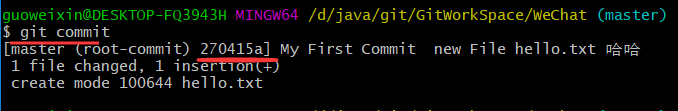 guoweixin@DESKTOP-FQ3943H MINGW64 /d/java/git/GitWorkSpace/WeChat (master)
$ git commit
[master (root-commit) 270415a] My First Commit  new File hello.txt 哈哈
 1 file changed, 1 insertion(+)
 create mode 100644 hello.txt